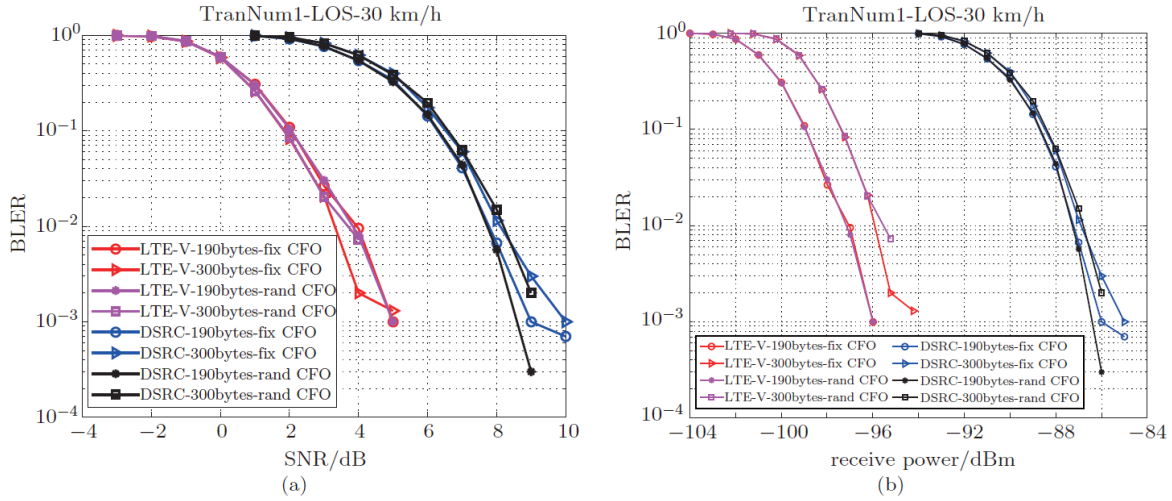 TranNum1-LOS-30 km/h
10^0
10^-1
10^-2
10^-3
10^-4
BLER
LTE-V-190bytes-fix CFO
LTE-V-300bytes-fix CFO
LTE-V-190bytes-rand CFO
LTE-V-300bytes-rand CFO
DSRC-190bytes-fix CFO
DSRC-300bytes-fix CFO
DSRC-190bytes-rand CFO
DSRC-300bytes-rand CFO
−4 −2 0 2 4 6 8 10
SNR/dB
(a)
TranNum1-LOS-30 km/h
10^0
10^-1
10^-2
10^-3
10^-4
BLER
LTE-V-190bytes-fix CFO DSRC-190bytes-fix CFO
LTE-V-300bytes-fix CFO DSRC-300bytes-fix CFO
LTE-V-190bytes-rand CFO DSRC-190bytes-rand CFO
LTE-V-300bytes-rand CFO DSRC-300bytes-rand CFO
−104 −100 −96 −92 −88 −84
receive power/dBm
(b)